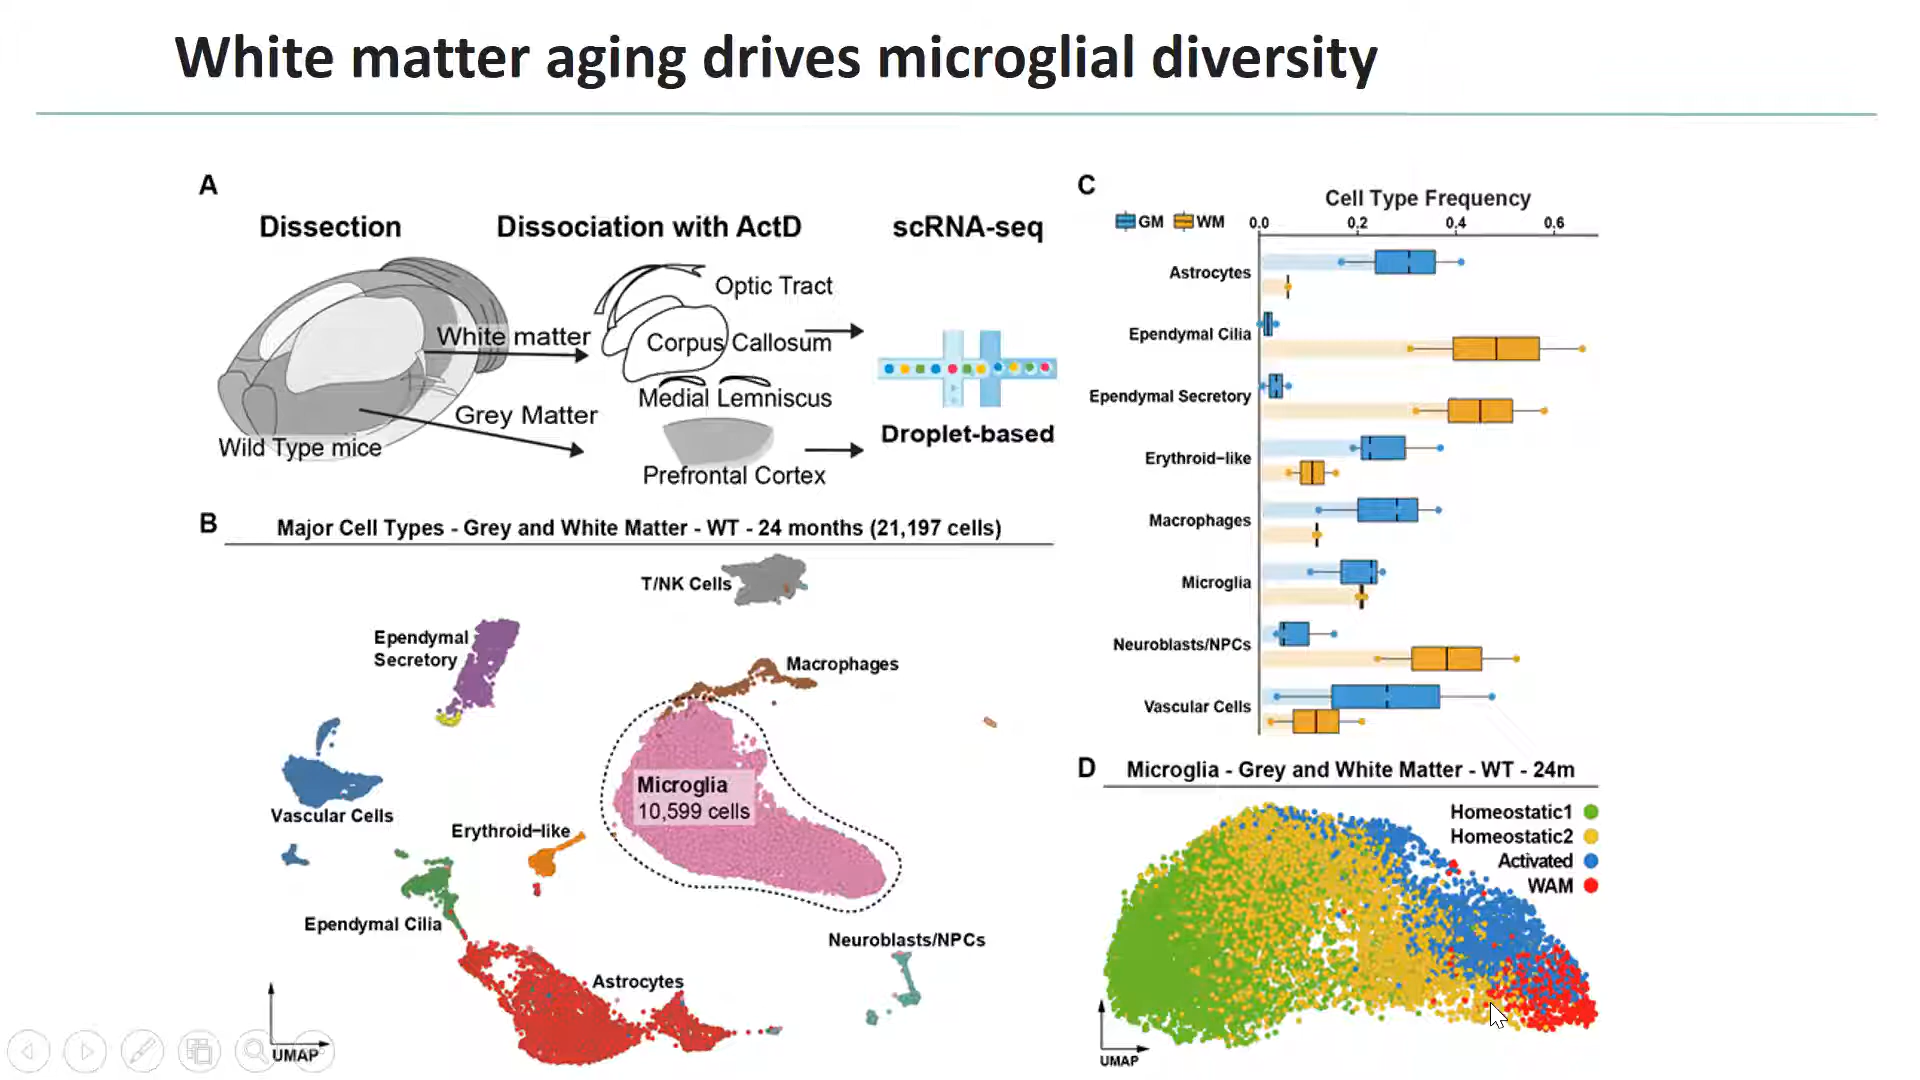 White matter aging drives microglial diversity
A
Dissection
Dissociation with ActD
scRNA-seq
Optic Tract
White matter
Corpus Callosum
Medial Lemniscus
Grey Matter
Wild Type mice
Prefrontal Cortex
Droplet-based
B
Major Cell Types - Grey and White Matter - WT - 24 months (21,197 cells)
T/NK Cells
Ependymal
Secretory
Macrophages
Microglia
10,599 cells
Vascular Cells
Erythroid-like
Ependymal Cilia
Neuroblasts/NPCs
Astrocytes
UMAP
C
Cell Type Frequency
GM WM
0.0 0.2 0.4 0.6
Astrocytes
Ependymal Cilia
Ependymal Secretory
Erythroid-like
Macrophages
Microglia
Neuroblasts/NPCs
Vascular Cells
D
Microglia - Grey and White Matter - WT - 24m
Homeostatic1
Homeostatic2
Activated
WAM
UMAP